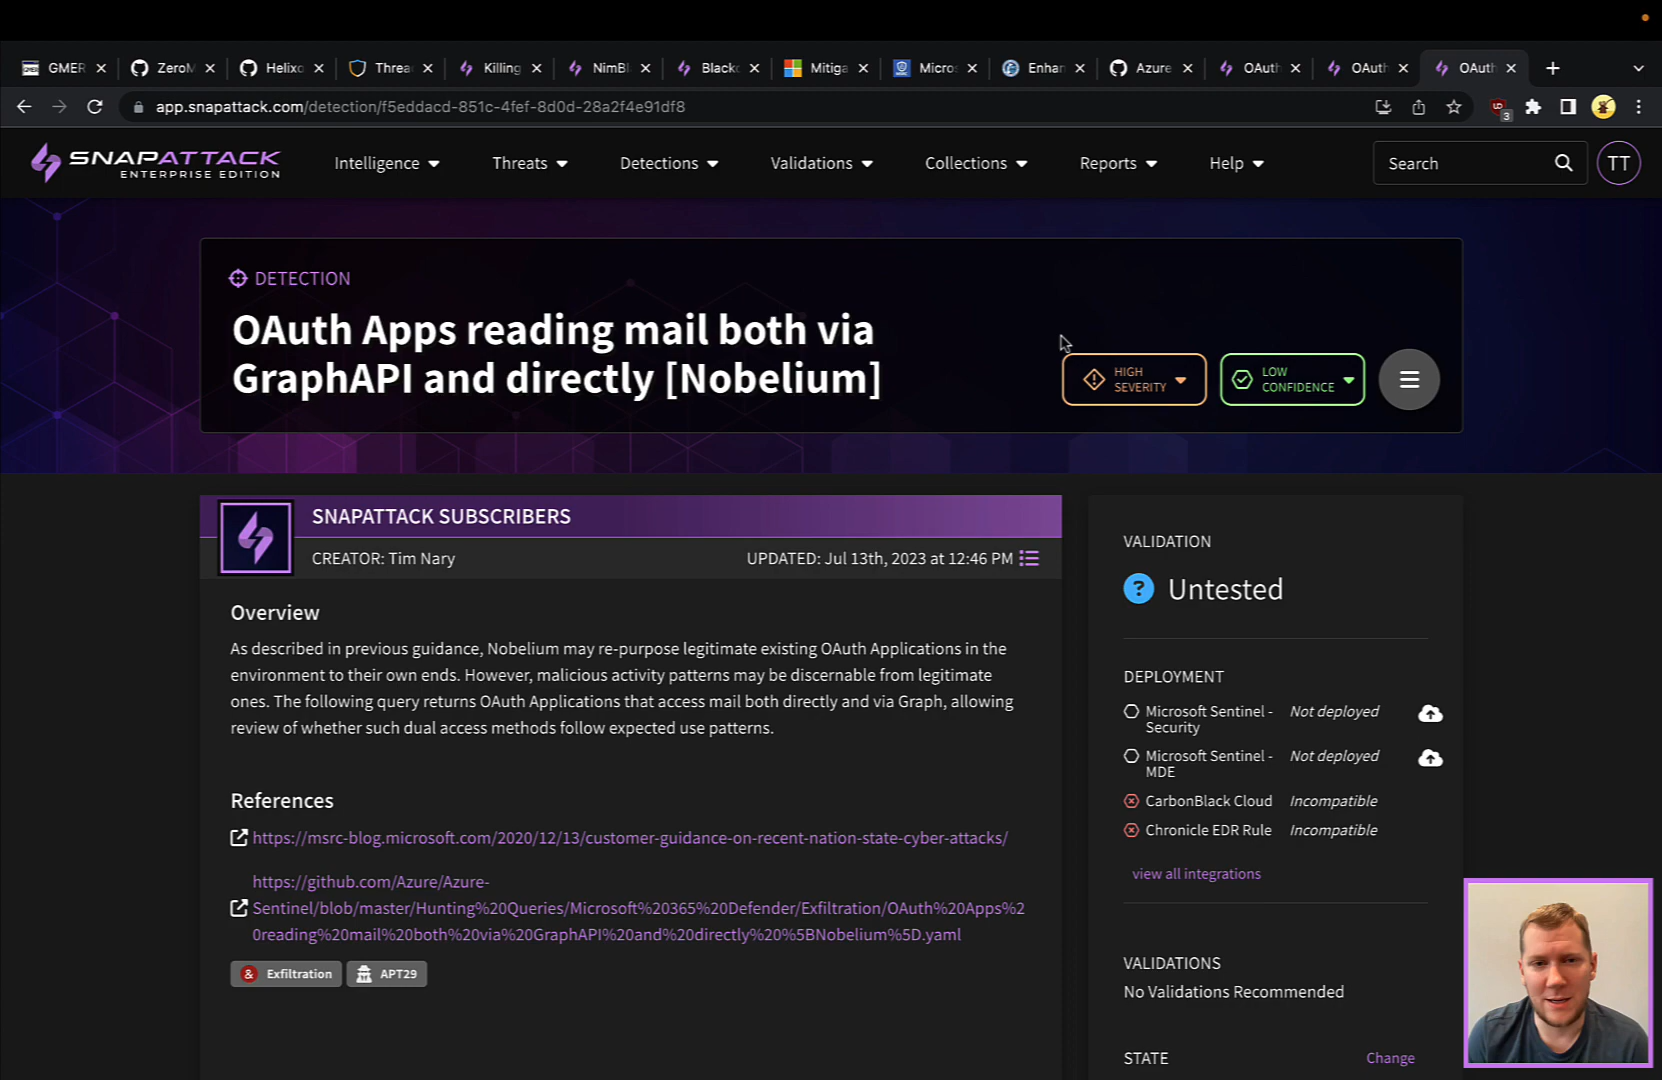 GMER
ZeroM
Helixo
Threa
Killing
NimBl
Blackc
Mitiga
Micros
Enhan
Azure
OAuth
OAuth
OAuth
app.snapattack.com/detection/f5eddacd-851c-4fef-8d0d-28a2f4e91df8
3
SNAPATTACK
ENTERPRISE EDITION
Intelligence
Threats
Detections
Validations
Collections
Reports
Help
Search
TT
DETECTION
OAuth Apps reading mail both via
GraphAPI and directly [Nobelium]
HIGH
SEVERITY
LOW
CONFIDENCE
SNAPATTACK SUBSCRIBERS
CREATOR: Tim Nary
UPDATED: Jul 13th, 2023 at 12:46 PM
Overview
As described in previous guidance, Nobelium may re-purpose legitimate existing OAuth Applications in the
environment to their own ends. However, malicious activity patterns may be discernable from legitimate
ones. The following query returns OAuth Applications that access mail both directly and via Graph, allowing
review of whether such dual access methods follow expected use patterns.
References
https://msrc-blog.microsoft.com/2020/12/13/customer-guidance-on-recent-nation-state-cyber-attacks/
https://github.com/Azure/Azure-
Sentinel/blob/master/Hunting%20Queries/Microsoft%20365%20Defender/Exfiltration/OAuth%20Apps%2
0reading%20mail%20both%20via%20GraphAPI%20and%20directly%20%5BNobelium%5D.yaml
& Exfiltration
APT29
VALIDATION
? Untested
DEPLOYMENT
Microsoft Sentinel - Not deployed
Security
Microsoft Sentinel - Not deployed
MDE
CarbonBlack Cloud Incompatible
Chronicle EDR Rule Incompatible
view all integrations
VALIDATIONS
No Validations Recommended
STATE
Change